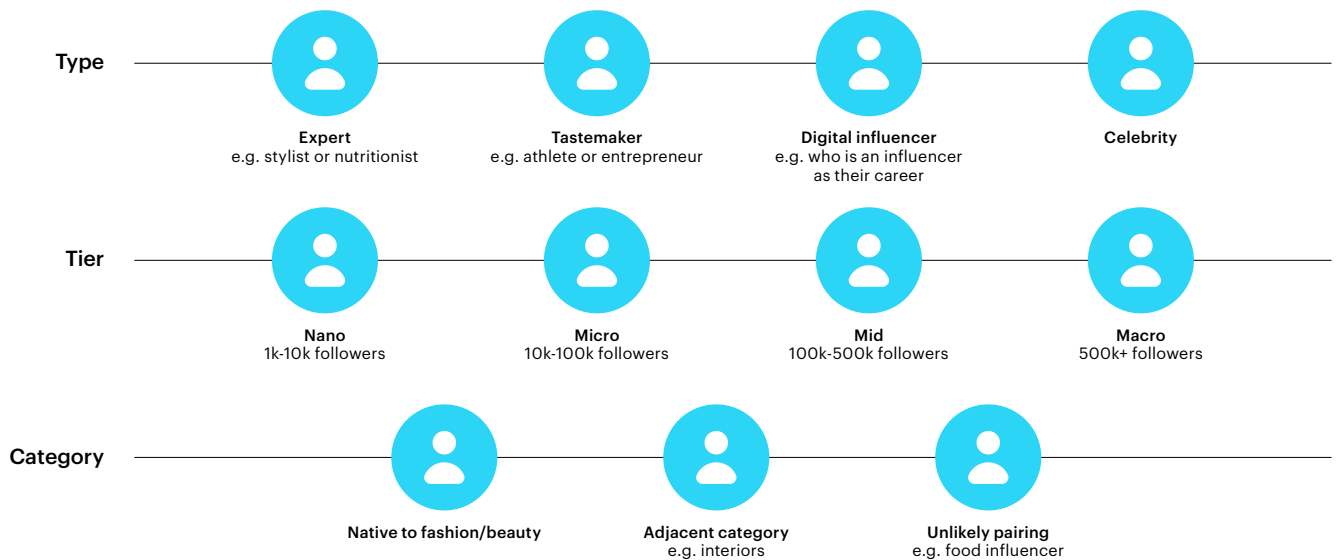 Type
Expert
e.g. stylist or nutritionist
Tastemaker
e.g. athlete or entrepreneur
Digital influencer
e.g. who is an influencer
as their career
Celebrity
Tier
Nano
1k-10k followers
Micro
10k-100k followers
Mid
100k-500k followers
Macro
500k+ followers
Category
Native to fashion/beauty
Adjacent category
e.g. interiors
Unlikely pairing
e.g. food influencer